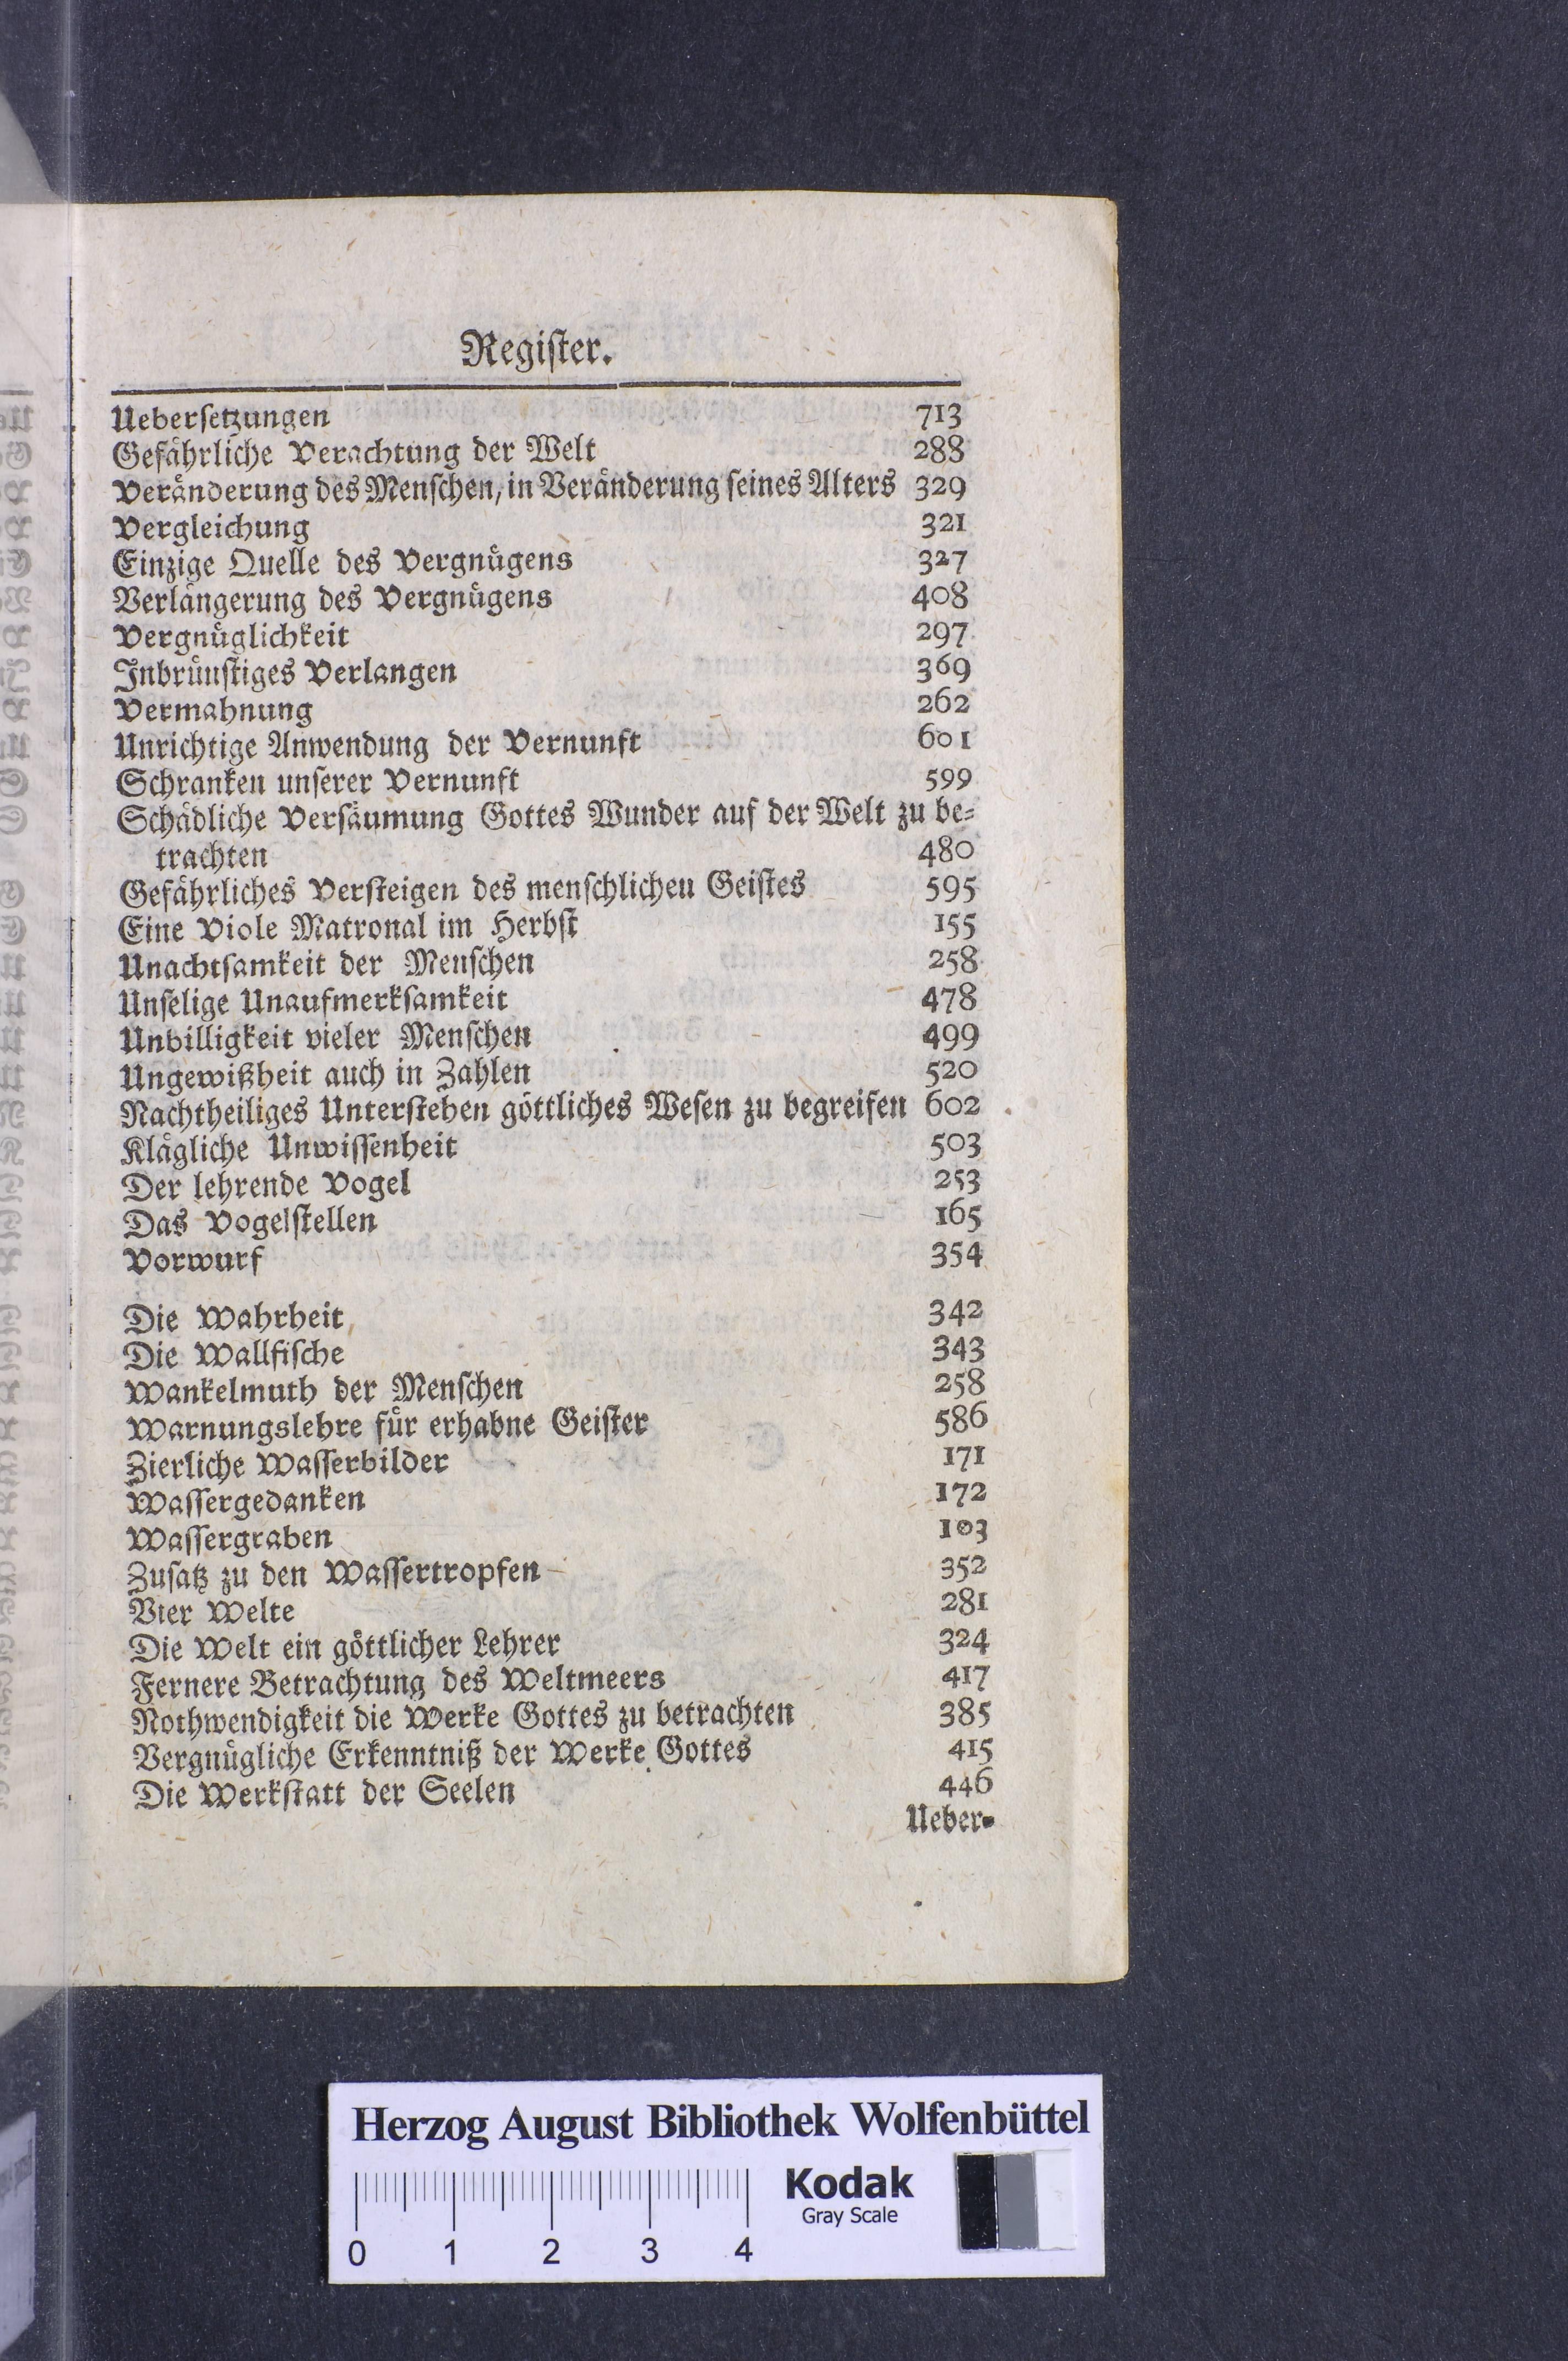 Regiſter.
Ueberſetzungen 713
Gefährliche Verachtung der Welt 288
Veränderung des Menſchen, in Veränderung ſeines Alters 329
Vergleichung 321
Einzige Quelle des Vergnügens 327
Verlängerung des Vergnügens 408
Vergnüglichkeit 297
Inbrünſtiges Verlangen 369
Vermahnung 262
Unrichtige Anwendung der Vernunft 601
Schranken unſerer Vernunft 599
Schädliche Verſäumung Gottes Wunder auf der Welt zu be-
trachten 480
Gefährliches Verſteigen des menſchlichen Geiſtes 595
Eine Viole Matronal im Herbſt 155
Unachtſamkeit der Menſchen 258
Unſelige Unaufmerkſamkeit 478
Unbilligkeit vieler Menſchen 499
Ungewißheit auch in Zahlen 520
Nachtheiliges Unterſtehen göttliches Weſen zu begreifen 602
Klägliche Unwiſſenheit 503
Der lehrende Vogel 253
Das Vogelſtellen 165
Vorwurf 354
Die Wahrheit 342
Die Wallfiſche 343
Wankelmuth der Menſchen 258
Warnungslehre für erhabne Geiſter 586
Zierliche Waſſerbilder 171
Waſſergedanken 172
Waſſergraben 103
Zuſatz zu den Waſſertropfen 352
Vier Welte 281
Die Welt ein göttlicher Lehrer 324
Fernere Betrachtung des Weltmeers 417
Nothwendigkeit die Werke Gottes zu betrachten 385
Vergnügliche Erkenntniß der Werke Gottes 415
Die Werkſtatt der Seelen 446
Ueber-
Herzog August Bibliothek Wolfenbüttel
Kodak
Gray Scale
0 1 2 3 4